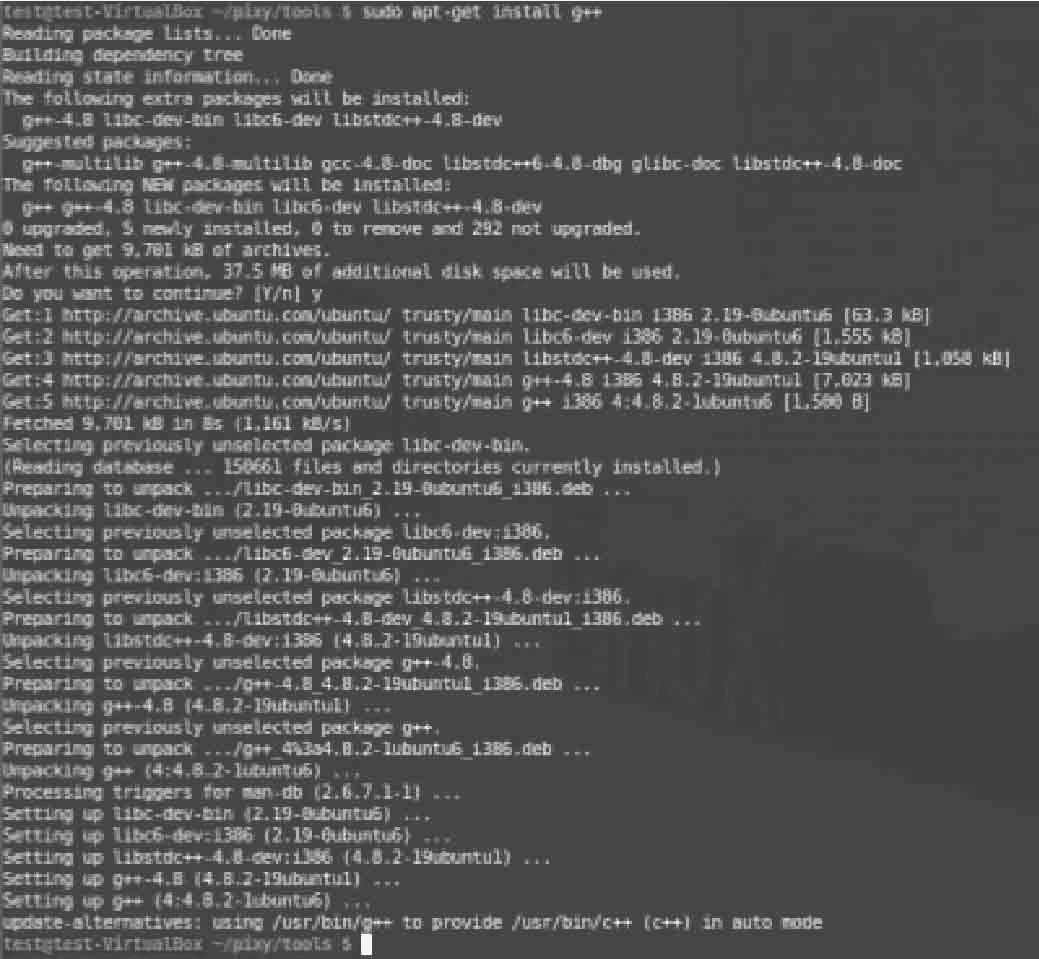 test@test-VirtualBox ~/pixy/tools $ sudo apt-get install g++
Reading package lists... Done
Building dependency tree
Reading state information... Done
The following extra packages will be installed:
  g++-4.8 libc-dev-bin libc6-dev libstdc++-4.8-dev
Suggested packages:
  g++-multilib g++-4.8-multilib gcc-4.8-doc libstdc++6-4.8-dbg glibc-doc libstdc++-4.8-doc
The following NEW packages will be installed:
  g++ g++-4.8 libc-dev-bin libc6-dev libstdc++-4.8-dev
0 upgraded, 5 newly installed, 0 to remove and 292 not upgraded.
Need to get 9,701 kB of archives.
After this operation, 37.5 MB of additional disk space will be used.
Do you want to continue? [Y/n] y
Get:1 http://archive.ubuntu.com/ubuntu/ trusty/main libc-dev-bin i386 2.19-0ubuntu6 [63.3 kB]
Get:2 http://archive.ubuntu.com/ubuntu/ trusty/main libc6-dev i386 2.19-0ubuntu6 [1,555 kB]
Get:3 http://archive.ubuntu.com/ubuntu/ trusty/main libstdc++-4.8-dev i386 4.8.2-19ubuntu1 [1,058 kB]
Get:4 http://archive.ubuntu.com/ubuntu/ trusty/main g++-4.8 i386 4.8.2-19ubuntu1 [7,023 kB]
Get:5 http://archive.ubuntu.com/ubuntu/ trusty/main g++ i386 4:4.8.2-1ubuntu6 [1,500 B]
Fetched 9,701 kB in 8s (1,161 kB/s)
Selecting previously unselected package libc-dev-bin.
(Reading database ... 150661 files and directories currently installed.)
Preparing to unpack .../libc-dev-bin_2.19-0ubuntu6_i386.deb ...
Unpacking libc-dev-bin (2.19-0ubuntu6) ...
Selecting previously unselected package libc6-dev:i386.
Preparing to unpack .../libc6-dev_2.19-0ubuntu6_i386.deb ...
Unpacking libc6-dev:i386 (2.19-0ubuntu6) ...
Selecting previously unselected package libstdc++-4.8-dev:i386.
Preparing to unpack .../libstdc++-4.8-dev_4.8.2-19ubuntu1_i386.deb ...
Unpacking libstdc++-4.8-dev:i386 (4.8.2-19ubuntu1) ...
Selecting previously unselected package g++-4.8.
Preparing to unpack .../g++-4.8_4.8.2-19ubuntu1_i386.deb ...
Unpacking g++-4.8 (4.8.2-19ubuntu1) ...
Selecting previously unselected package g++.
Preparing to unpack .../g++_4%3a4.8.2-1ubuntu6_i386.deb ...
Unpacking g++ (4:4.8.2-1ubuntu6) ...
Processing triggers for man-db (2.6.7.1-1) ...
Setting up libc-dev-bin (2.19-0ubuntu6) ...
Setting up libc6-dev:i386 (2.19-0ubuntu6) ...
Setting up libstdc++-4.8-dev:i386 (4.8.2-19ubuntu1) ...
Setting up g++-4.8 (4.8.2-19ubuntu1) ...
Setting up g++ (4:4.8.2-1ubuntu6) ...
update-alternatives: using /usr/bin/g++ to provide /usr/bin/c++ (c++) in auto mode
test@test-VirtualBox ~/pixy/tools $